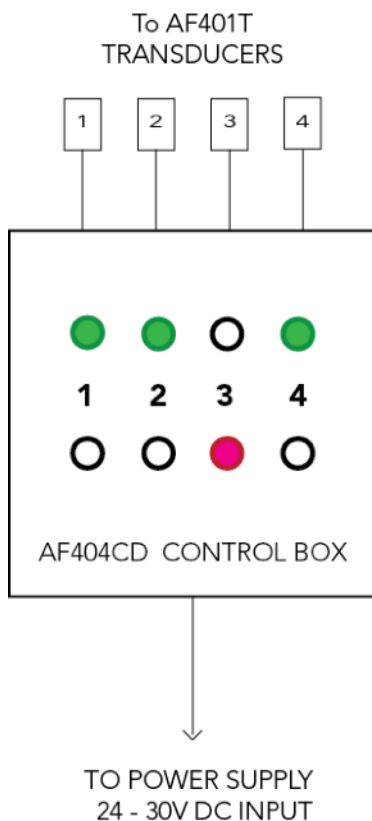 To AF401T
TRANSDUCERS
1 2 3 4
1 2 3 4
AF404CD CONTROL BOX
TO POWER SUPPLY
24 - 30V DC INPUT